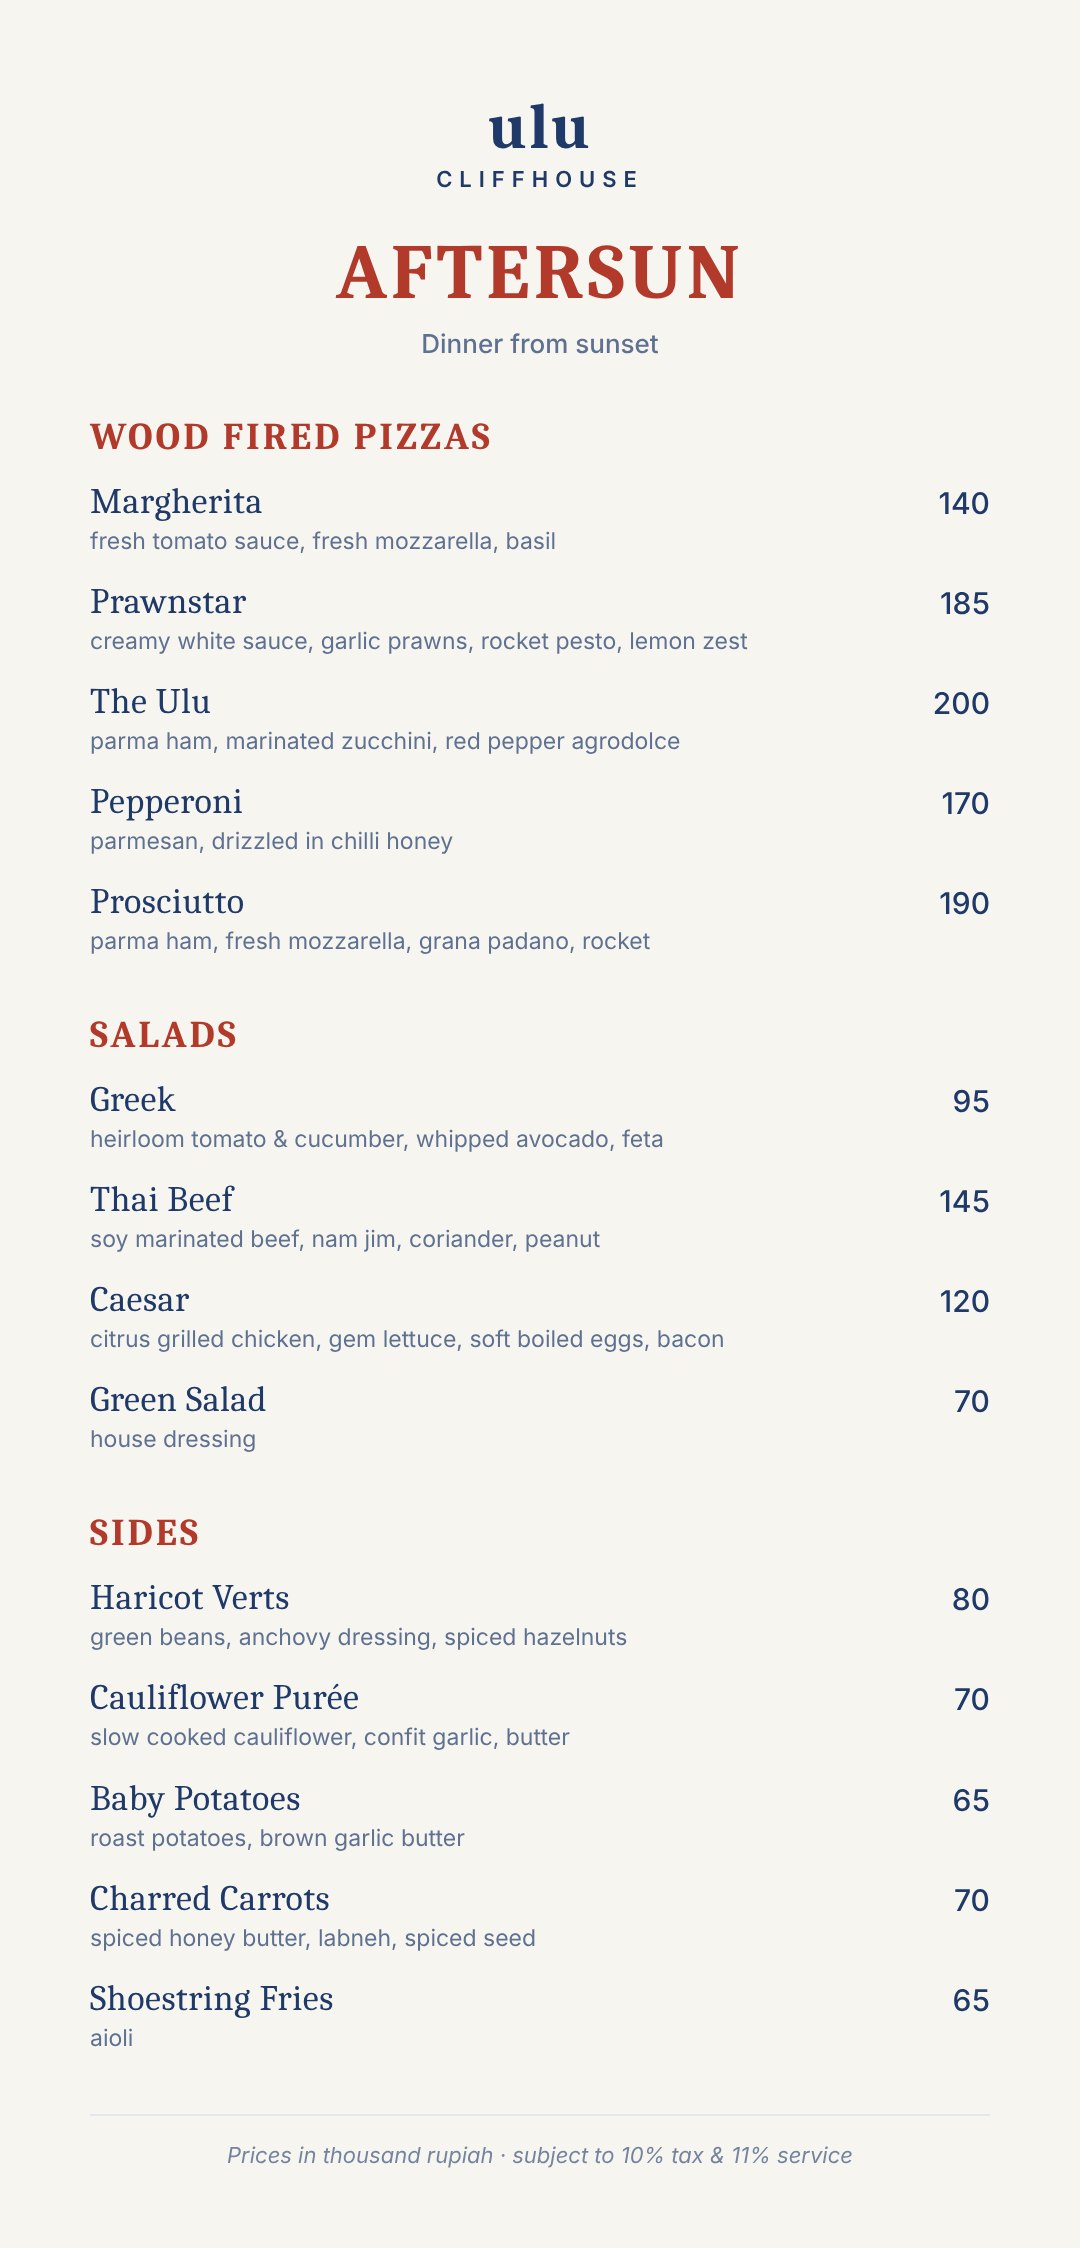 ulu
CLIFFHOUSE
AFTERSUN
Dinner from sunset
WOOD FIRED PIZZAS
Margherita 140
fresh tomato sauce, fresh mozzarella, basil
Prawnstar 185
creamy white sauce, garlic prawns, rocket pesto, lemon zest
The Ulu 200
parma ham, marinated zucchini, red pepper agrodolce
Pepperoni 170
parmesan, drizzled in chilli honey
Prosciutto 190
parma ham, fresh mozzarella, grana padano, rocket
SALADS
Greek 95
heirloom tomato & cucumber, whipped avocado, feta
Thai Beef 145
soy marinated beef, nam jim, coriander, peanut
Caesar 120
citrus grilled chicken, gem lettuce, soft boiled eggs, bacon
Green Salad 70
house dressing
SIDES
Haricot Verts 80
green beans, anchovy dressing, spiced hazelnuts
Cauliflower Purée 70
slow cooked cauliflower, confit garlic, butter
Baby Potatoes 65
roast potatoes, brown garlic butter
Charred Carrots 70
spiced honey butter, labneh, spiced seed
Shoestring Fries 65
aioli
Prices in thousand rupiah · subject to 10% tax & 11% service